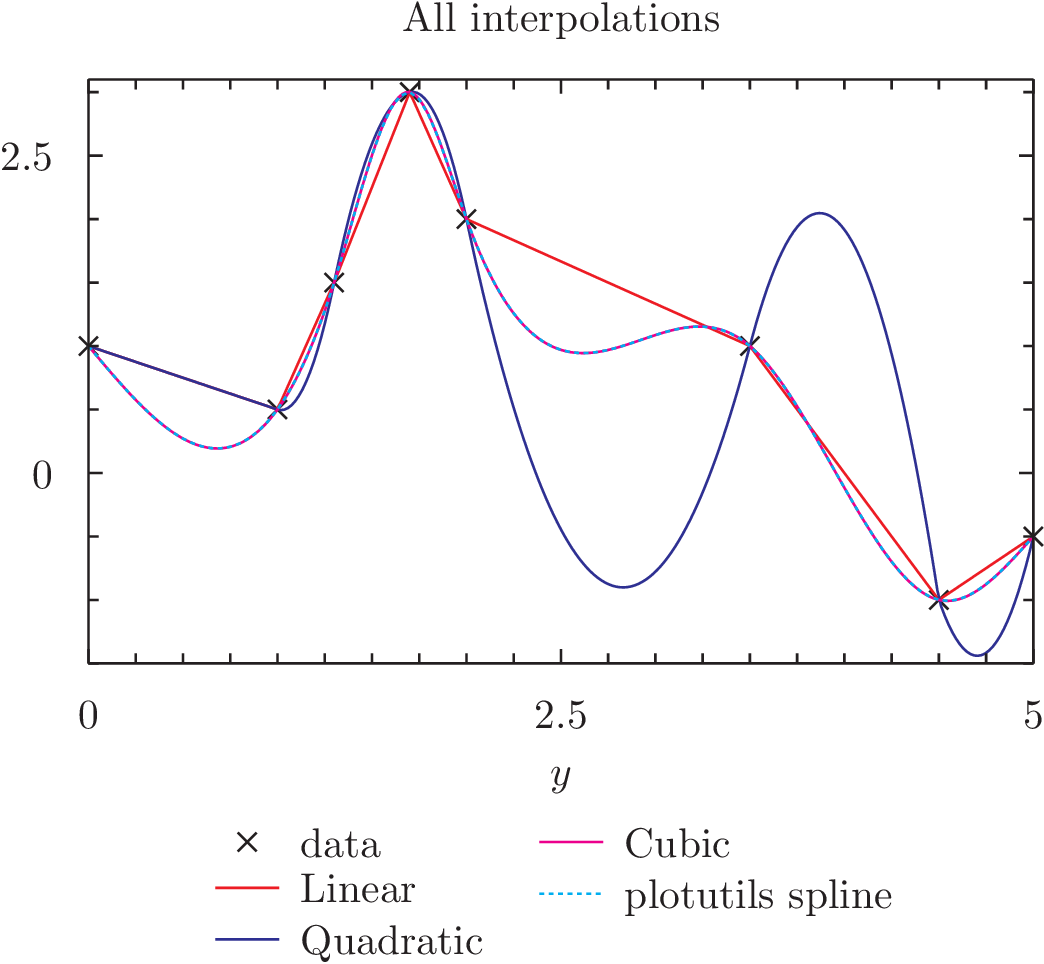 All interpolations
2.5
0
0 2.5 5
y
data
Linear
Quadratic
Cubic
plotutils spline